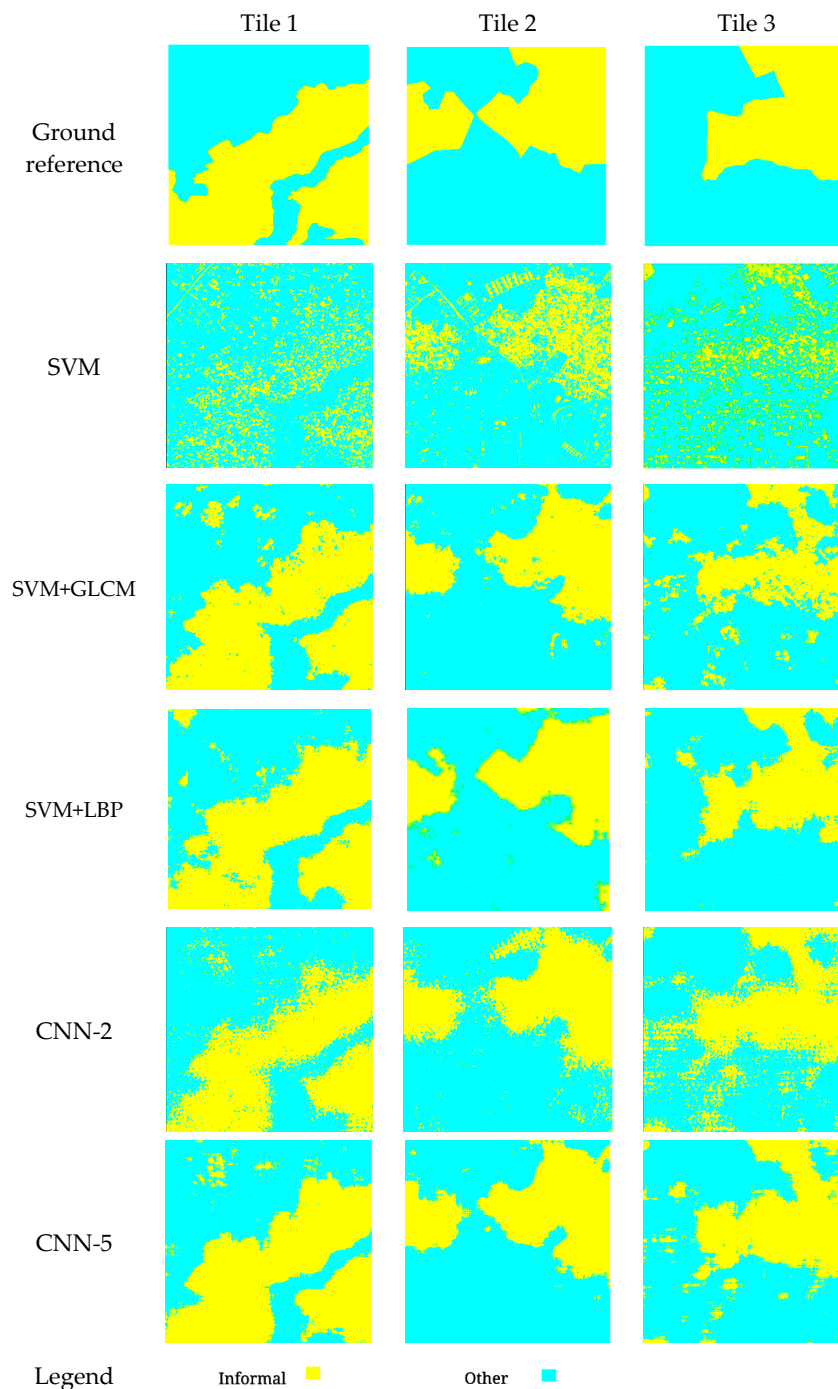 Tile 1 Tile 2 Tile 3
Ground
reference
SVM
SVM+GLCM
SVM+LBP
CNN-2
CNN-5
Legend Informal Other